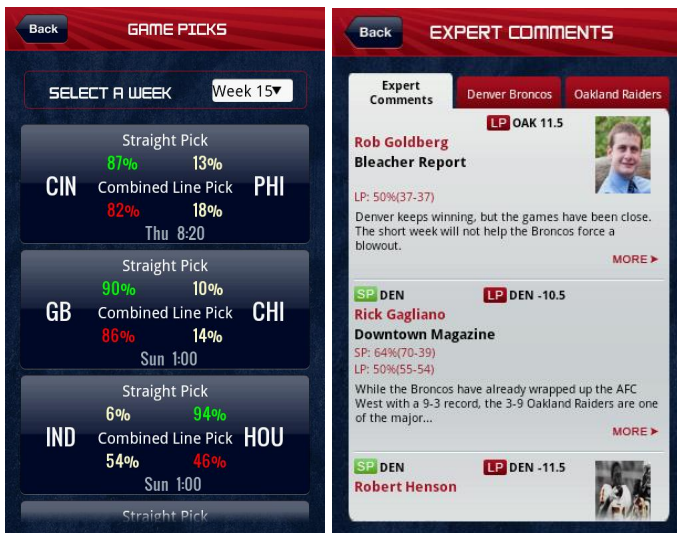 Back
GAME PICKS
SELECT A WEEK
Week 15▼
Straight Pick
87% 13%
CIN Combined Line Pick PHI
82% 18%
Thu 8:20
Straight Pick
90% 10%
GB Combined Line Pick CHI
86% 14%
Sun 1:00
Straight Pick
6% 94%
IND Combined Line Pick HOU
54% 46%
Sun 1:00
Straight Pick
Back
EXPERT COMMENTS
Expert
Comments
Denver Broncos
Oakland Raiders
LP OAK 11.5
Rob Goldberg
Bleacher Report
LP: 50%(37-37)
Denver keeps winning, but the games have been close.
The short week will not help the Broncos force a
blowout.
MORE ➤
SP DEN LP DEN -10.5
Rick Gagliano
Downtown Magazine
SP: 64%(70-39)
LP: 50%(55-54)
While the Broncos have already wrapped up the AFC
West with a 9-3 record, the 3-9 Oakland Raiders are one
of the major...
MORE ➤
SP DEN LP DEN -11.5
Robert Henson